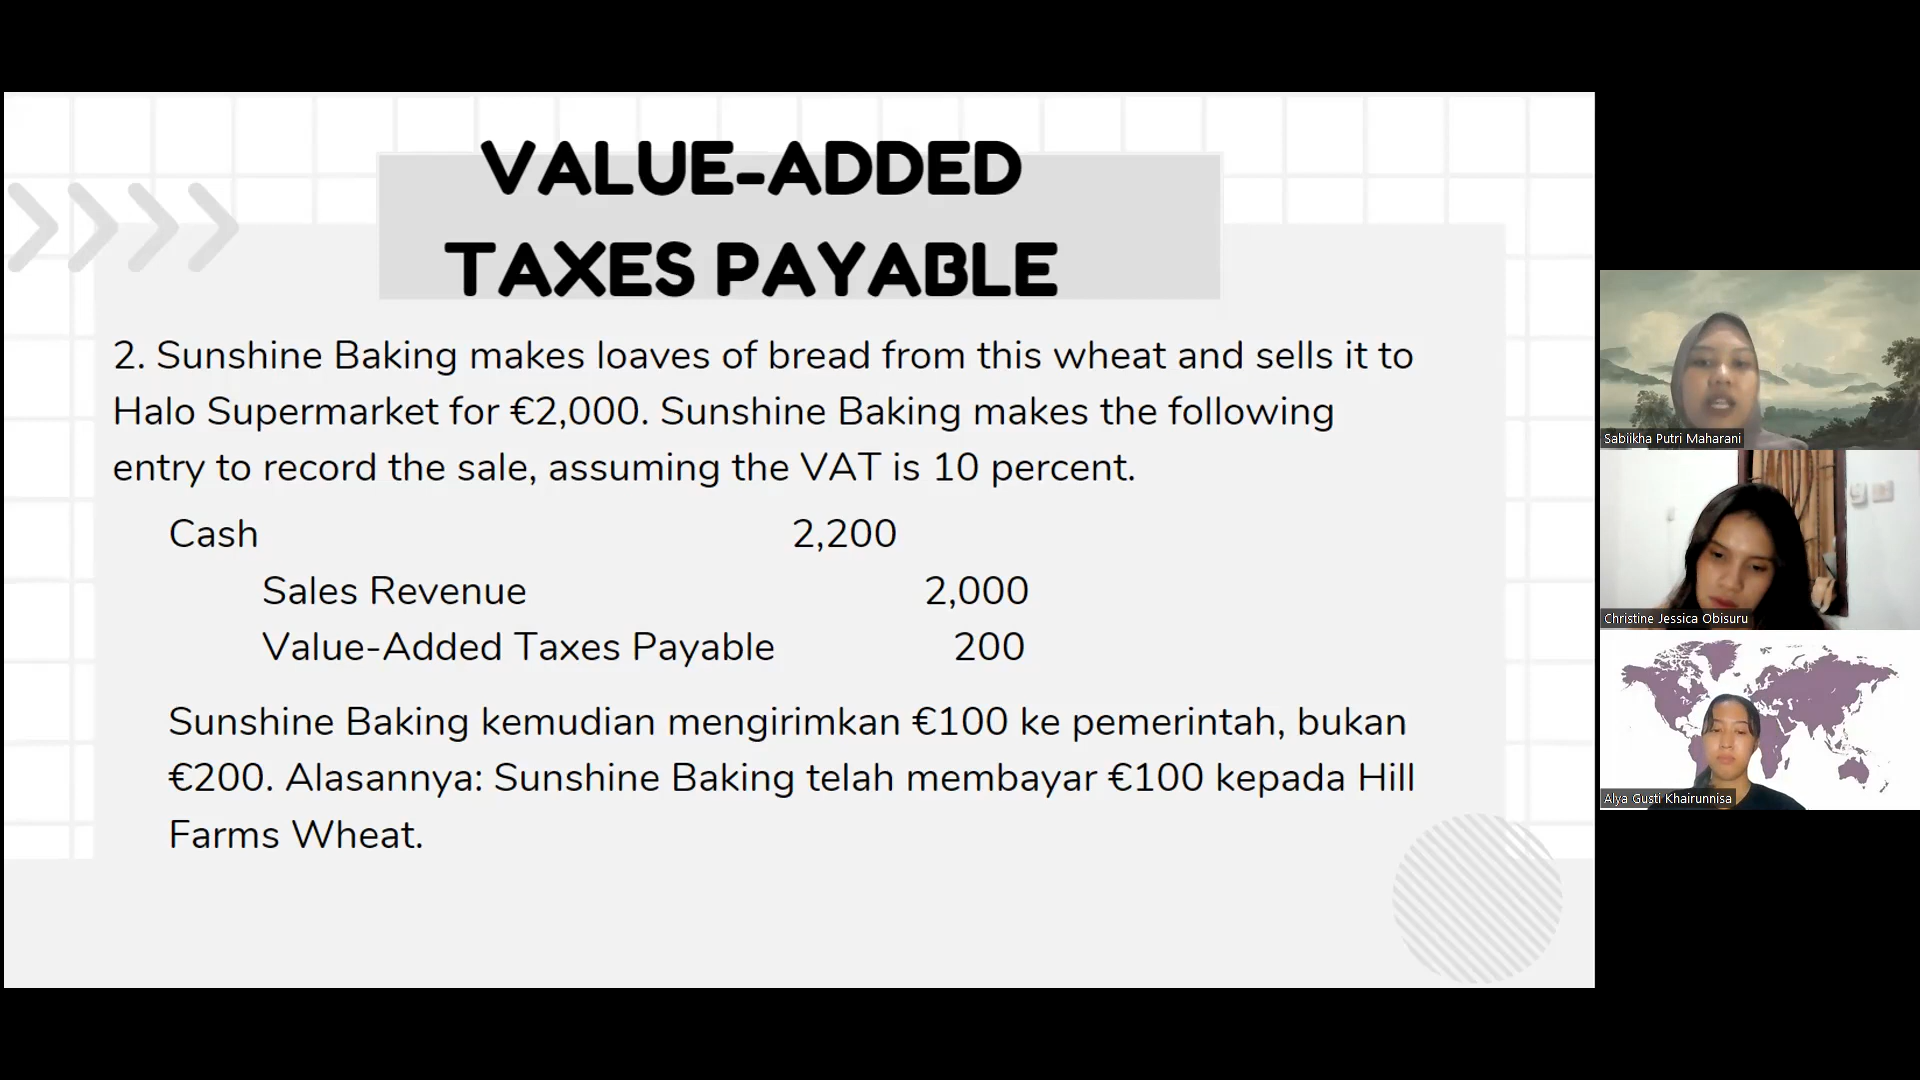 VALUE-ADDED
TAXES PAYABLE
2. Sunshine Baking makes loaves of bread from this wheat and sells it to
Halo Supermarket for €2,000. Sunshine Baking makes the following
entry to record the sale, assuming the VAT is 10 percent.
Cash 2,200
Sales Revenue 2,000
Value-Added Taxes Payable 200
Sunshine Baking kemudian mengirimkan €100 ke pemerintah, bukan
€200. Alasannya: Sunshine Baking telah membayar €100 kepada Hill
Farms Wheat.
Sabiikha Putri Maharani
Christine Jessica Obisuru
Alya Gusti Khairunnisa